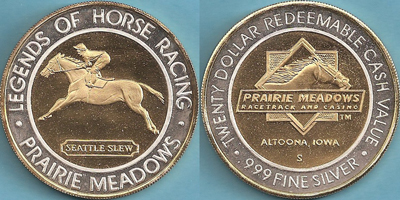 · LEGENDS OF HORSE RACING ·
SEATTLE SLEW
PRAIRIE MEADOWS
· TWENTY DOLLAR REDEEMABLE CASH VALUE ·
PRAIRIE MEADOWS
RACETRACK AND CASINO
TM
ALTOONA, IOWA
S
.999 FINE SILVER